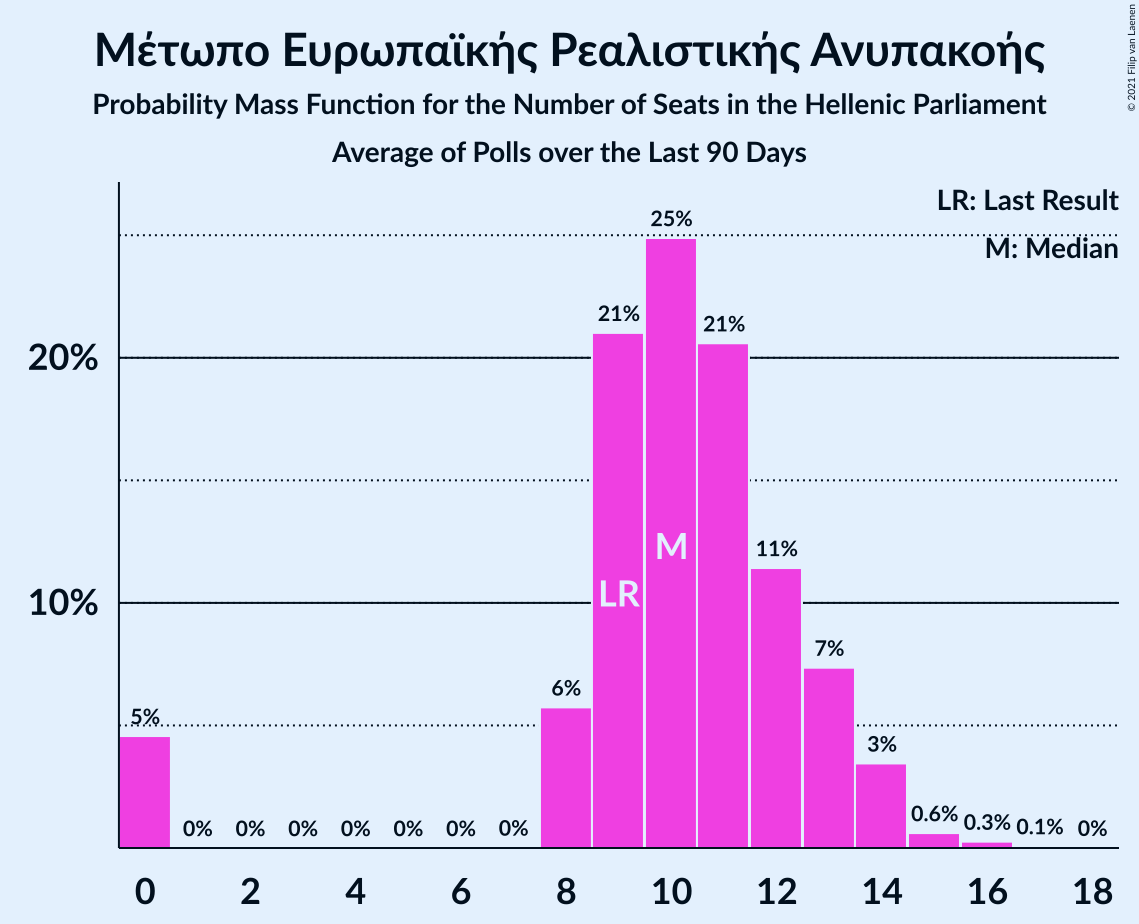 Μέτωπο Ευρωπαϊκής Ρεαλιστικής Ανυπακοής
Probability Mass Function for the Number of Seats in the Hellenic Parliament
Average of Polls over the Last 90 Days
© 2021 Filip van Laenen
LR: Last Result
M: Median
20%
10%
5%
0%
0%
0%
0%
0%
0%
0%
6%
21%
25%
21%
11%
7%
3%
0.6%
0.3%
0.1%
0%
LR
M
0 2 4 6 8 10 12 14 16 18